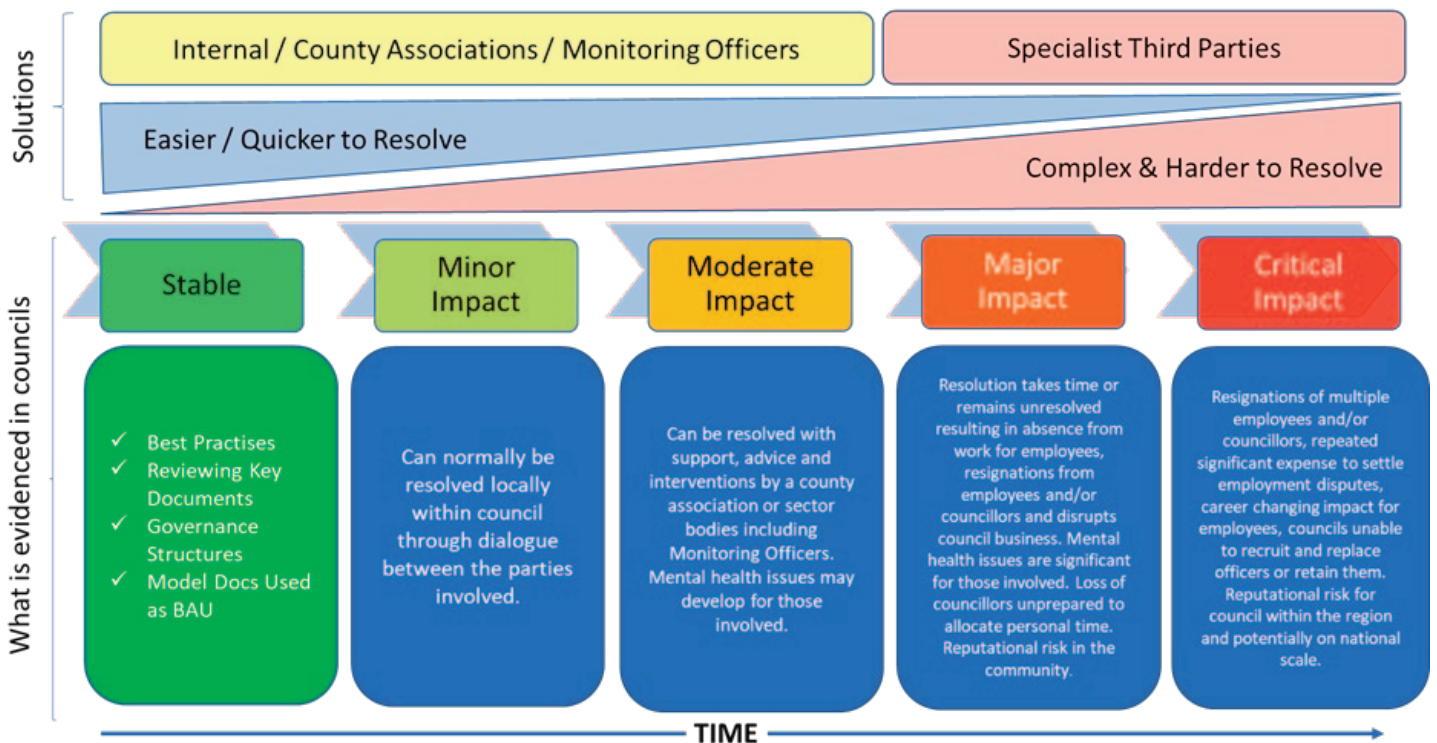 Solutions
Internal / County Associations / Monitoring Officers
Specialist Third Parties
Easier / Quicker to Resolve
Complex & Harder to Resolve
What is evidenced in councils
Stable
Minor
Impact
Moderate
Impact
Major
Impact
Critical
Impact
✓ Best Practises
✓ Reviewing Key
Documents
✓ Governance
Structures
✓ Model Docs Used
as BAU
Can normally be
resolved locally
within council
through dialogue
between the parties
involved.
Can be resolved with
support, advice and
interventions by a county
association or sector
bodies including
Monitoring Officers.
Mental health issues may
develop for those
involved.
Resolution takes time or
remains unresolved
resulting in absence from
work for employees,
resignations from
employees and/or
councillors and disrupts
council business. Mental
health issues are significant
for those involved. Loss of
councillors unprepared to
allocate personal time.
Reputational risk in the
community.
Resignations of multiple
employees and/or
councillors, repeated
significant expense to settle
employment disputes,
career changing impact for
employees, councils unable
to recruit and replace
officers or retain them.
Reputational risk for
council within the region
and potentially on national
scale.
TIME